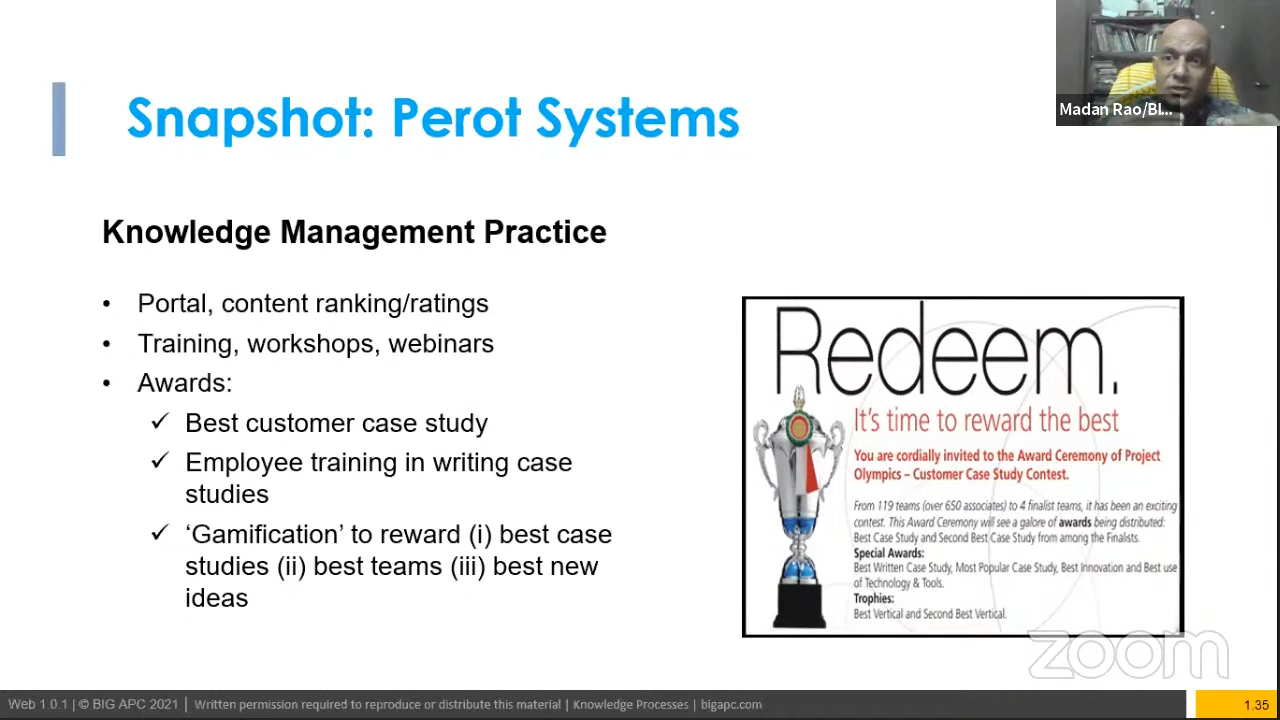 Snapshot: Perot Systems
Madan Rao/BI...
Knowledge Management Practice
• Portal, content ranking/ratings
• Training, workshops, webinars
• Awards:
✓ Best customer case study
✓ Employee training in writing case
studies
✓ ‘Gamification’ to reward (i) best case
studies (ii) best teams (iii) best new
ideas
Redeem.
It's time to reward the best
You are cordially invited to the Award Ceremony of Project
Olympics – Customer Case Study Contest.
From 119 teams (over 650 associates) to 4 finalist teams, it has been an exciting
contest. This Award Ceremony will see a galore of awards being distributed:
Best Case Study and Second Best Case Study from among the Finalists.
Special Awards:
Best Written Case Study, Most Popular Case Study, Best Innovation and Best use
of Technology & Tools.
Trophies:
Best Vertical and Second Best Vertical.
zoom
Web 1.0.1 | © BIG APC 2021 | Written permission required to reproduce or distribute this material | Knowledge Processes | bigapc.com
1.35